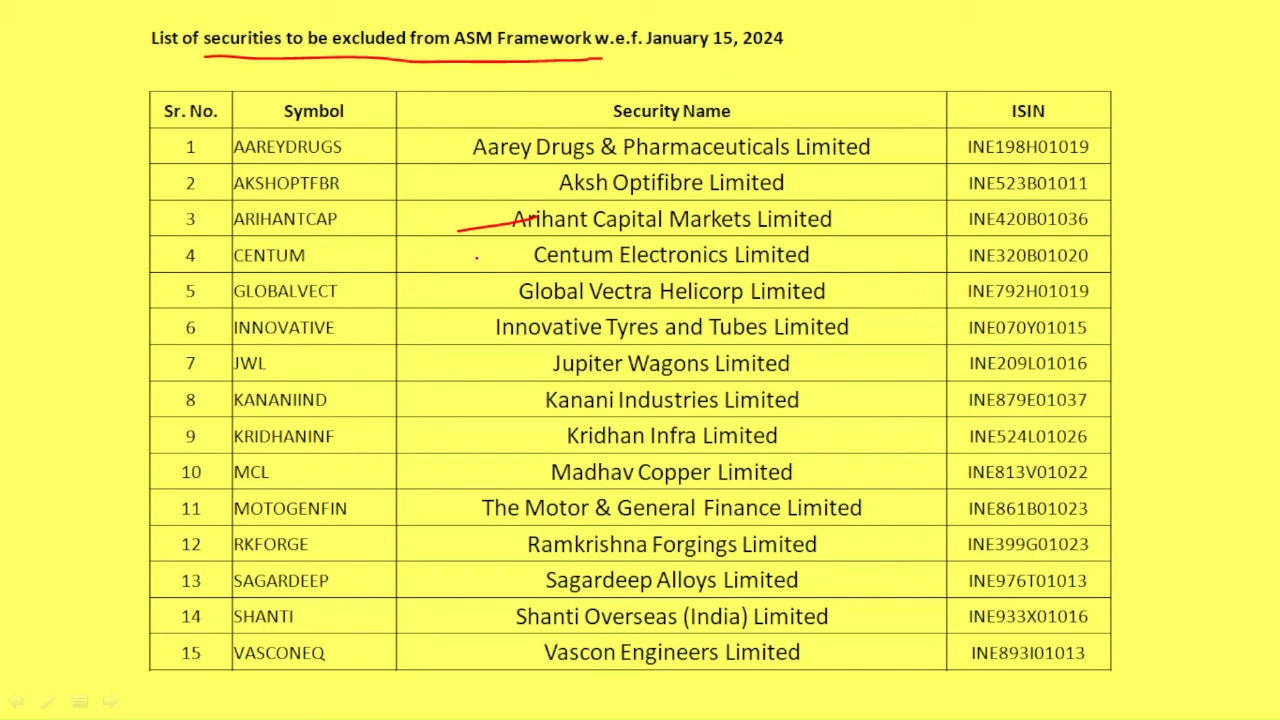 List of securities to be excluded from ASM Framework w.e.f. January 15, 2024
Sr. No. Symbol Security Name ISIN
1 AAREYDRUGS Aarey Drugs & Pharmaceuticals Limited INE198H01019
2 AKSHOPTFBR Aksh Optifibre Limited INE523B01011
3 ARIHANTCAP Arihant Capital Markets Limited INE420B01036
4 CENTUM Centum Electronics Limited INE320B01020
5 GLOBALVECT Global Vectra Helicorp Limited INE792H01019
6 INNOVATIVE Innovative Tyres and Tubes Limited INE070Y01015
7 JWL Jupiter Wagons Limited INE209L01016
8 KANANIIND Kanani Industries Limited INE879E01037
9 KRIDHANINF Kridhan Infra Limited INE524L01026
10 MCL Madhav Copper Limited INE813V01022
11 MOTOGENFIN The Motor & General Finance Limited INE861B01023
12 RKFORGE Ramkrishna Forgings Limited INE399G01023
13 SAGARDEEP Sagardeep Alloys Limited INE976T01013
14 SHANTI Shanti Overseas (India) Limited INE933X01016
15 VASCONEQ Vascon Engineers Limited INE893I01013